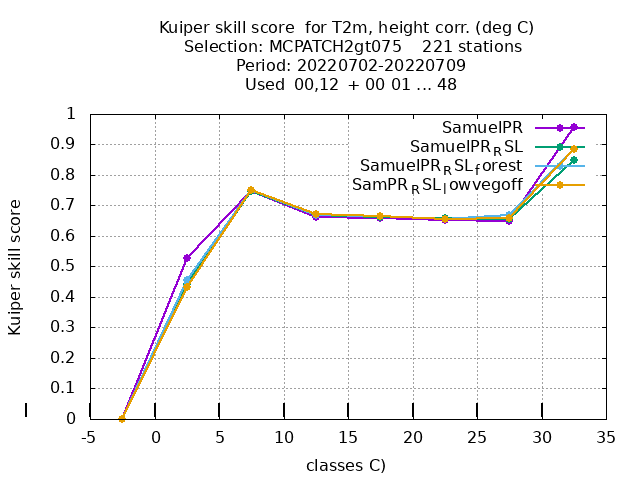 Kuiper skill score  for T2m, height corr. (deg C)
Selection: MCPATCH2gt075    221 stations
Period: 20220702-20220709
Used  00,12  + 00 01 ... 48
SamuelPR
SamuelPR_RSL
SamuelPR_RSL_forest
SamPR_RSL_lowvegoff
Kuiper skill score
1
0.9
0.8
0.7
0.6
0.5
0.4
0.3
0.2
0.1
0
-5 0 5 10 15 20 25 30 35
classes C)